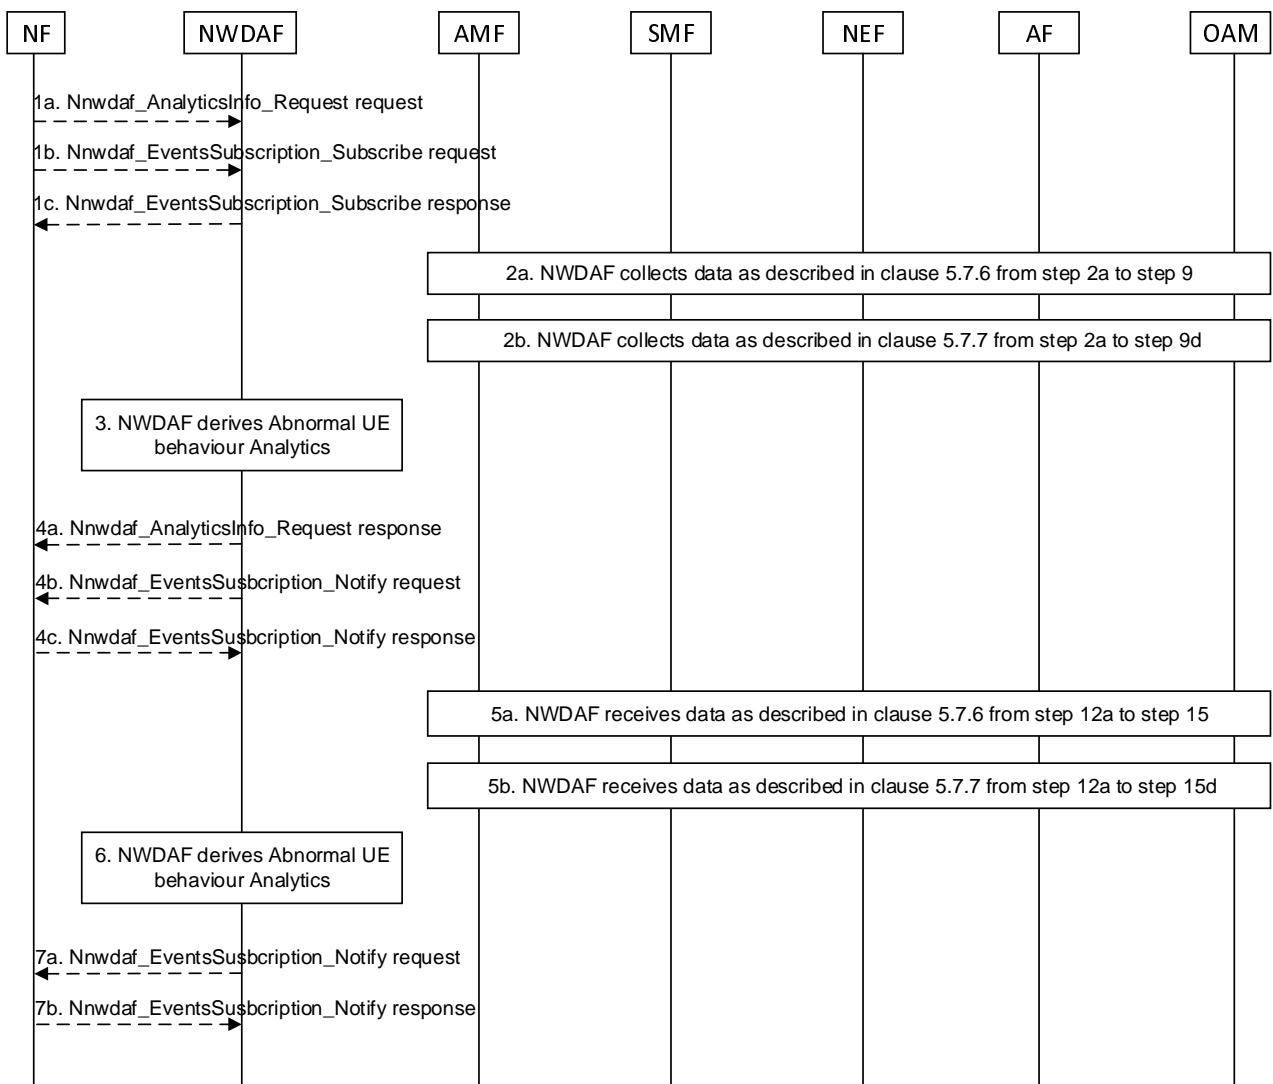 NF NWDAF AMF SMF NEF AF OAM
1a. Nnwdaf_AnalyticsInfo_Request request
1b. Nnwdaf_EventsSubscription_Subscribe request
1c. Nnwdaf_EventsSubscription_Subscribe response
2a. NWDAF collects data as described in clause 5.7.6 from step 2a to step 9
2b. NWDAF collects data as described in clause 5.7.7 from step 2a to step 9d
3. NWDAF derives Abnormal UE
behaviour Analytics
4a. Nnwdaf_AnalyticsInfo_Request response
4b. Nnwdaf_EventsSusbcription_Notify request
4c. Nnwdaf_EventsSusbcription_Notify response
5a. NWDAF receives data as described in clause 5.7.6 from step 12a to step 15
5b. NWDAF receives data as described in clause 5.7.7 from step 12a to step 15d
6. NWDAF derives Abnormal UE
behaviour Analytics
7a. Nnwdaf_EventsSusbcription_Notify request
7b. Nnwdaf_EventsSusbcription_Notify response